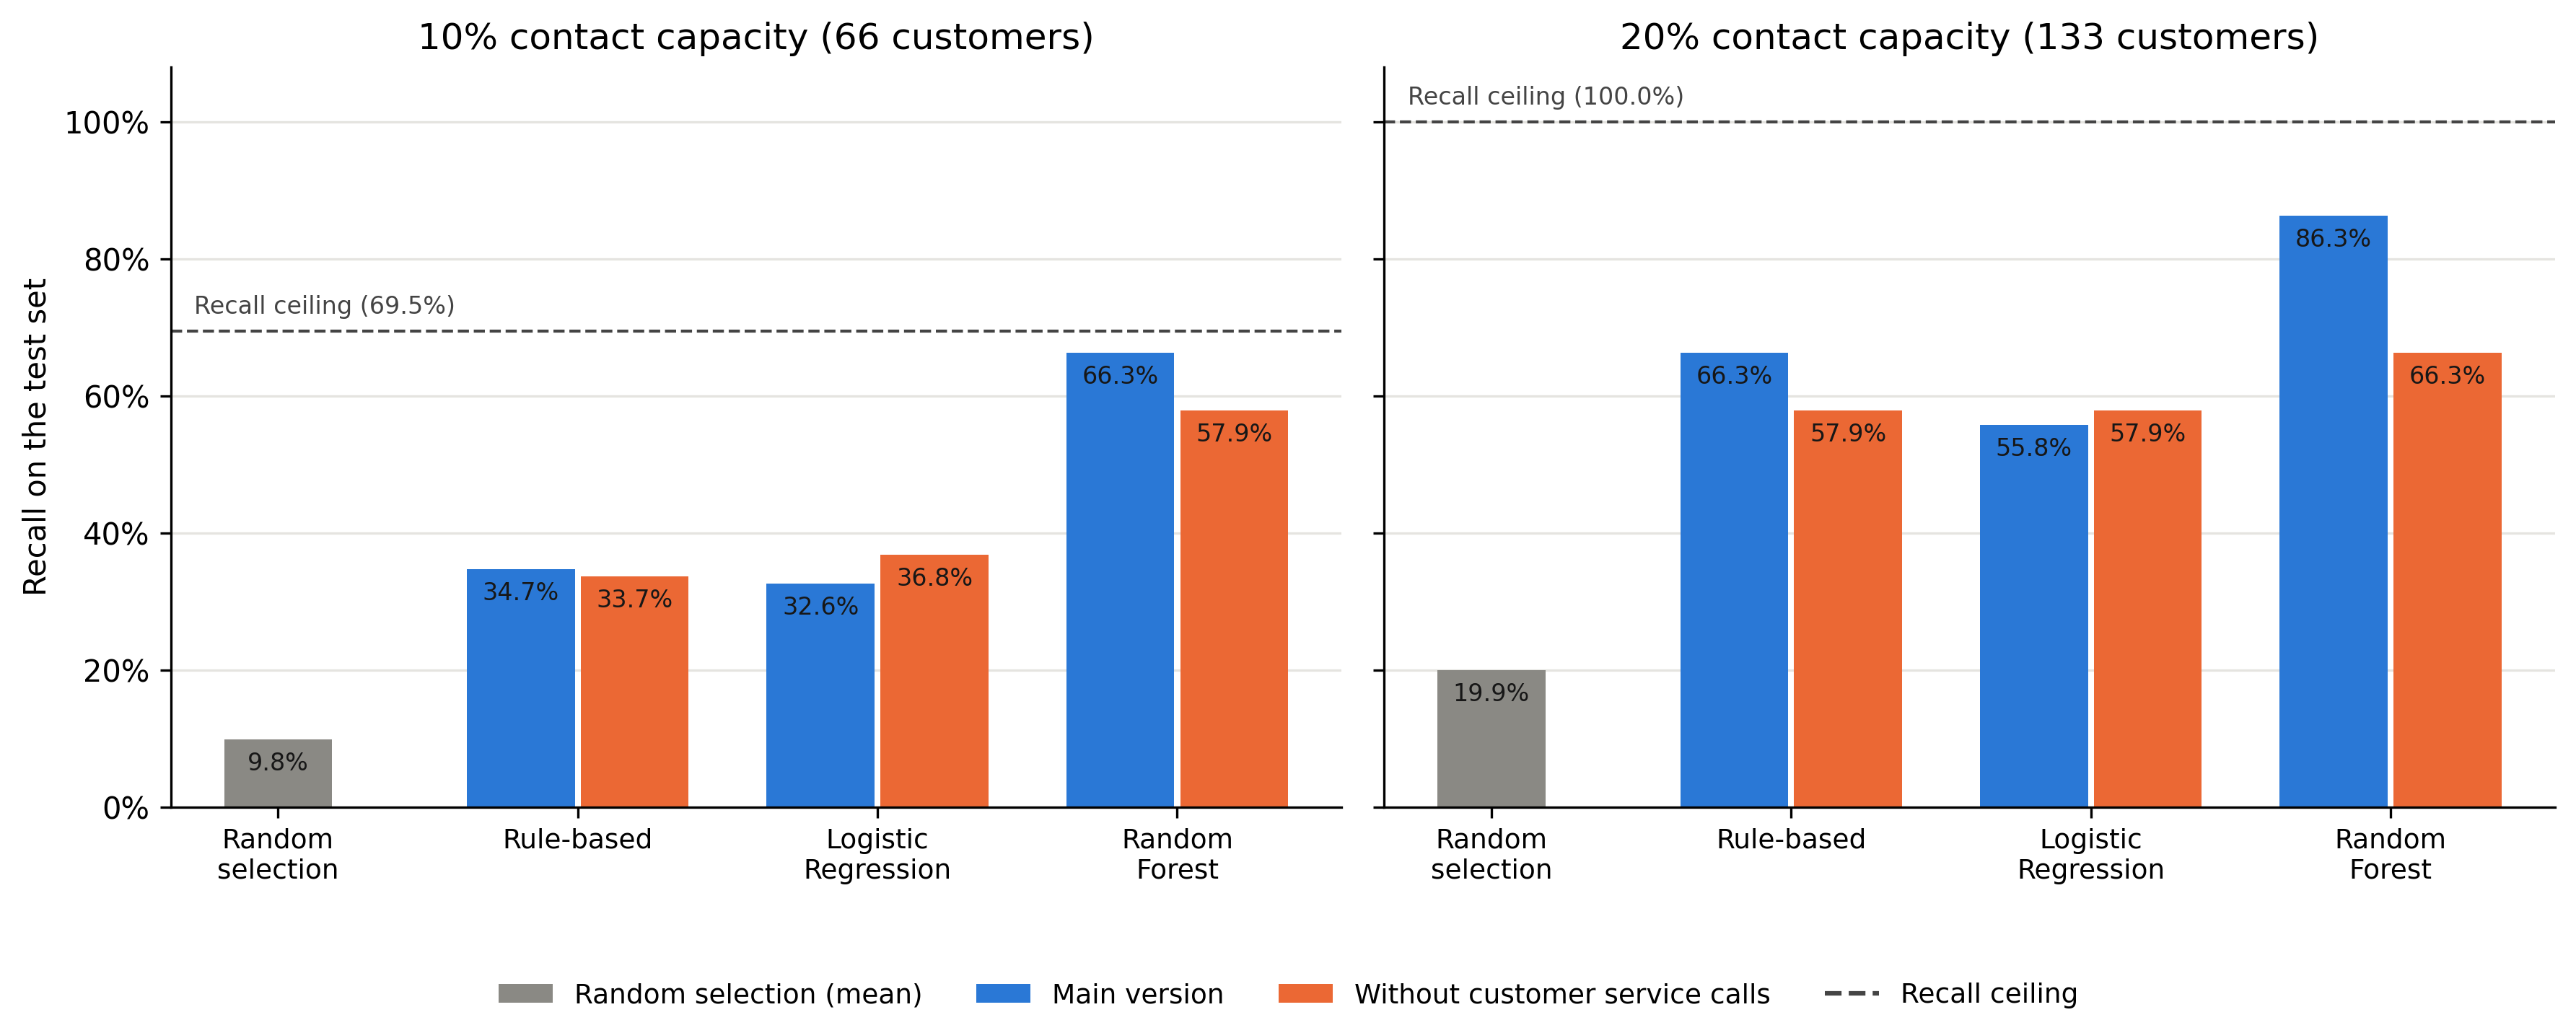 10% contact capacity (66 customers)
Recall on the test set
100%
80%
60%
40%
20%
0%
Recall ceiling (69.5%)
9.8%
34.7%
33.7%
32.6%
36.8%
66.3%
57.9%
Random
selection
Rule-based
Logistic
Regression
Random
Forest
20% contact capacity (133 customers)
Recall ceiling (100.0%)
19.9%
66.3%
57.9%
55.8%
57.9%
86.3%
66.3%
Random
selection
Rule-based
Logistic
Regression
Random
Forest
Random selection (mean)
Main version
Without customer service calls
Recall ceiling